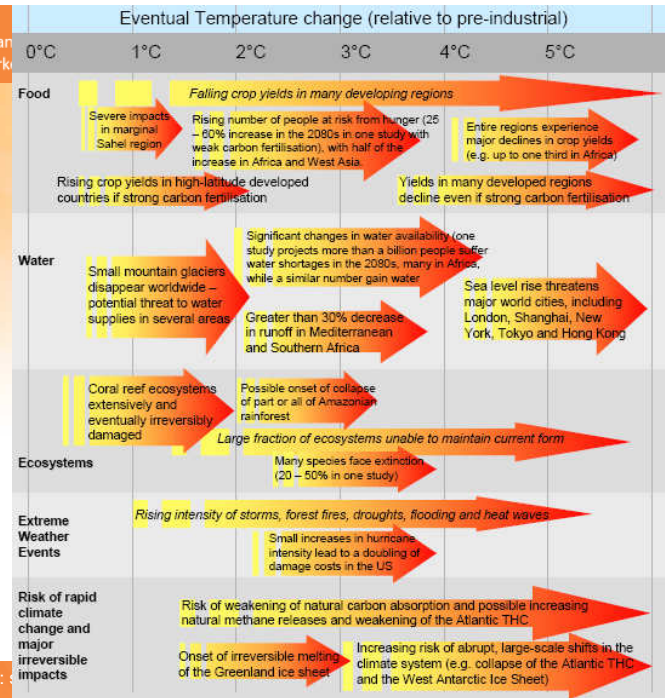 Eventual Temperature change (relative to pre-industrial)
0°C 1°C 2°C 3°C 4°C 5°C
Food
Falling crop yields in many developing regions
Severe impacts
in marginal
Sahel region
Rising number of people at risk from hunger (25
– 60% increase in the 2080s in one study with
weak carbon fertilisation), with half of the
increase in Africa and West Asia.
Entire regions experience
major declines in crop yields
(e.g. up to one third in Africa)
Rising crop yields in high-latitude developed
countries if strong carbon fertilisation
Yields in many developed regions
decline even if strong carbon fertilisation
Water
Small mountain glaciers
disappear worldwide –
potential threat to water
supplies in several areas
Significant changes in water availability (one
study projects more than a billion people suffer
water shortages in the 2080s, many in Africa,
while a similar number gain water
Greater than 30% decrease
in runoff in Mediterranean
and Southern Africa
Sea level rise threatens
major world cities, including
London, Shanghai, New
York, Tokyo and Hong Kong
Ecosystems
Coral reef ecosystems
extensively and
eventually irreversibly
damaged
Possible onset of collapse
of part or all of Amazonian
rainforest
Large fraction of ecosystems unable to maintain current form
Many species face extinction
(20 – 50% in one study)
Extreme
Weather
Events
Rising intensity of storms, forest fires, droughts, flooding and heat waves
Small increases in hurricane
intensity lead to a doubling of
damage costs in the US
Risk of rapid
climate
change and
major
irreversible
impacts
Risk of weakening of natural carbon absorption and possible increasing
natural methane releases and weakening of the Atlantic THC
Onset of irreversible melting
of the Greenland ice sheet
Increasing risk of abrupt, large-scale shifts in the
climate system (e.g. collapse of the Atlantic THC
and the West Antarctic Ice Sheet)